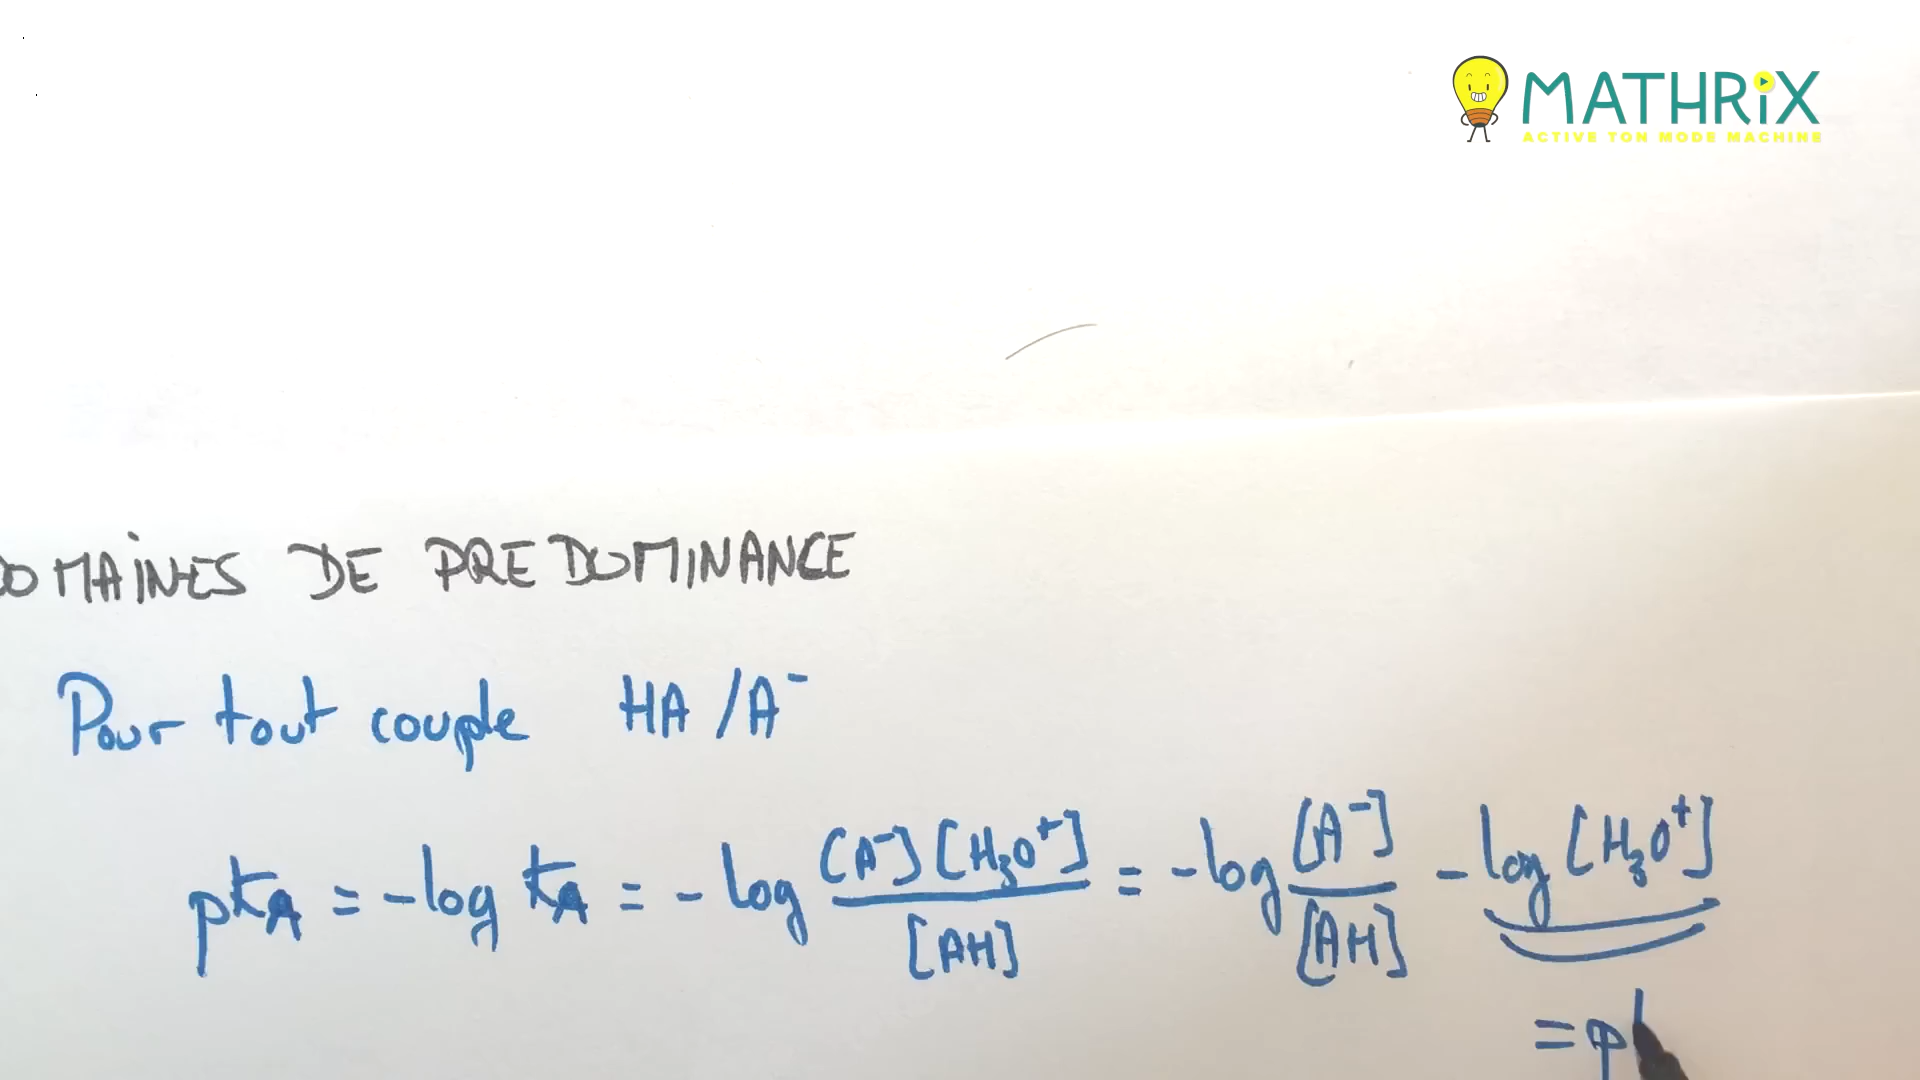 MATHRiX
ACTIVE TON MODE MACHINE
DOMAINES DE PREDOMINANCE
Pour tout couple HA/A⁻
pKA = -log KA = - log [A⁻][H₃O⁺]/[AH] = -log [A⁻]/[AH] - log [H₃O⁺]
= p